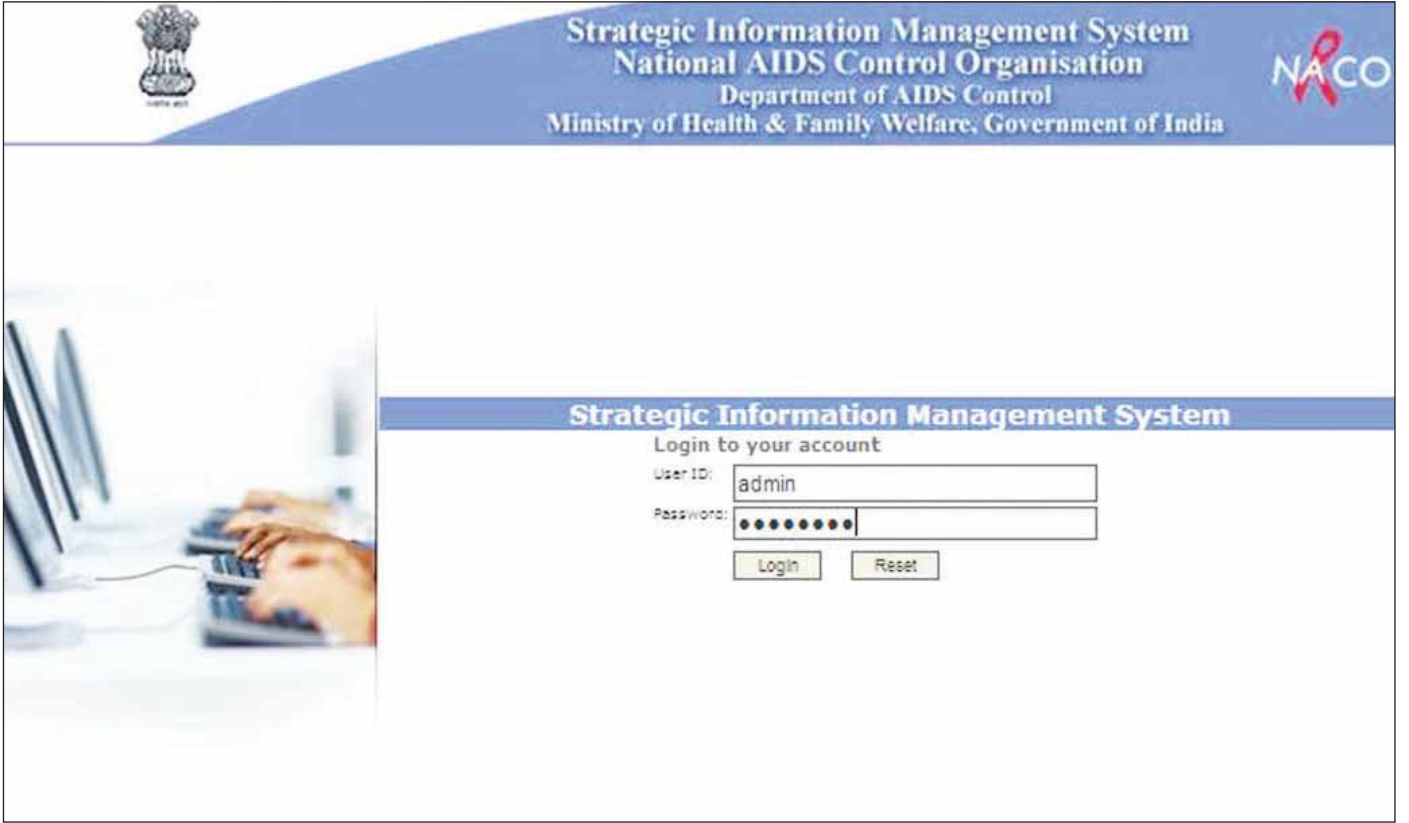 Strategic Information Management System
National AIDS Control Organisation
Department of AIDS Control
Ministry of Health & Family Welfare, Government of India
NACO
Strategic Information Management System
Login to your account
User ID:
admin
Password:
••••••••
Login
Reset